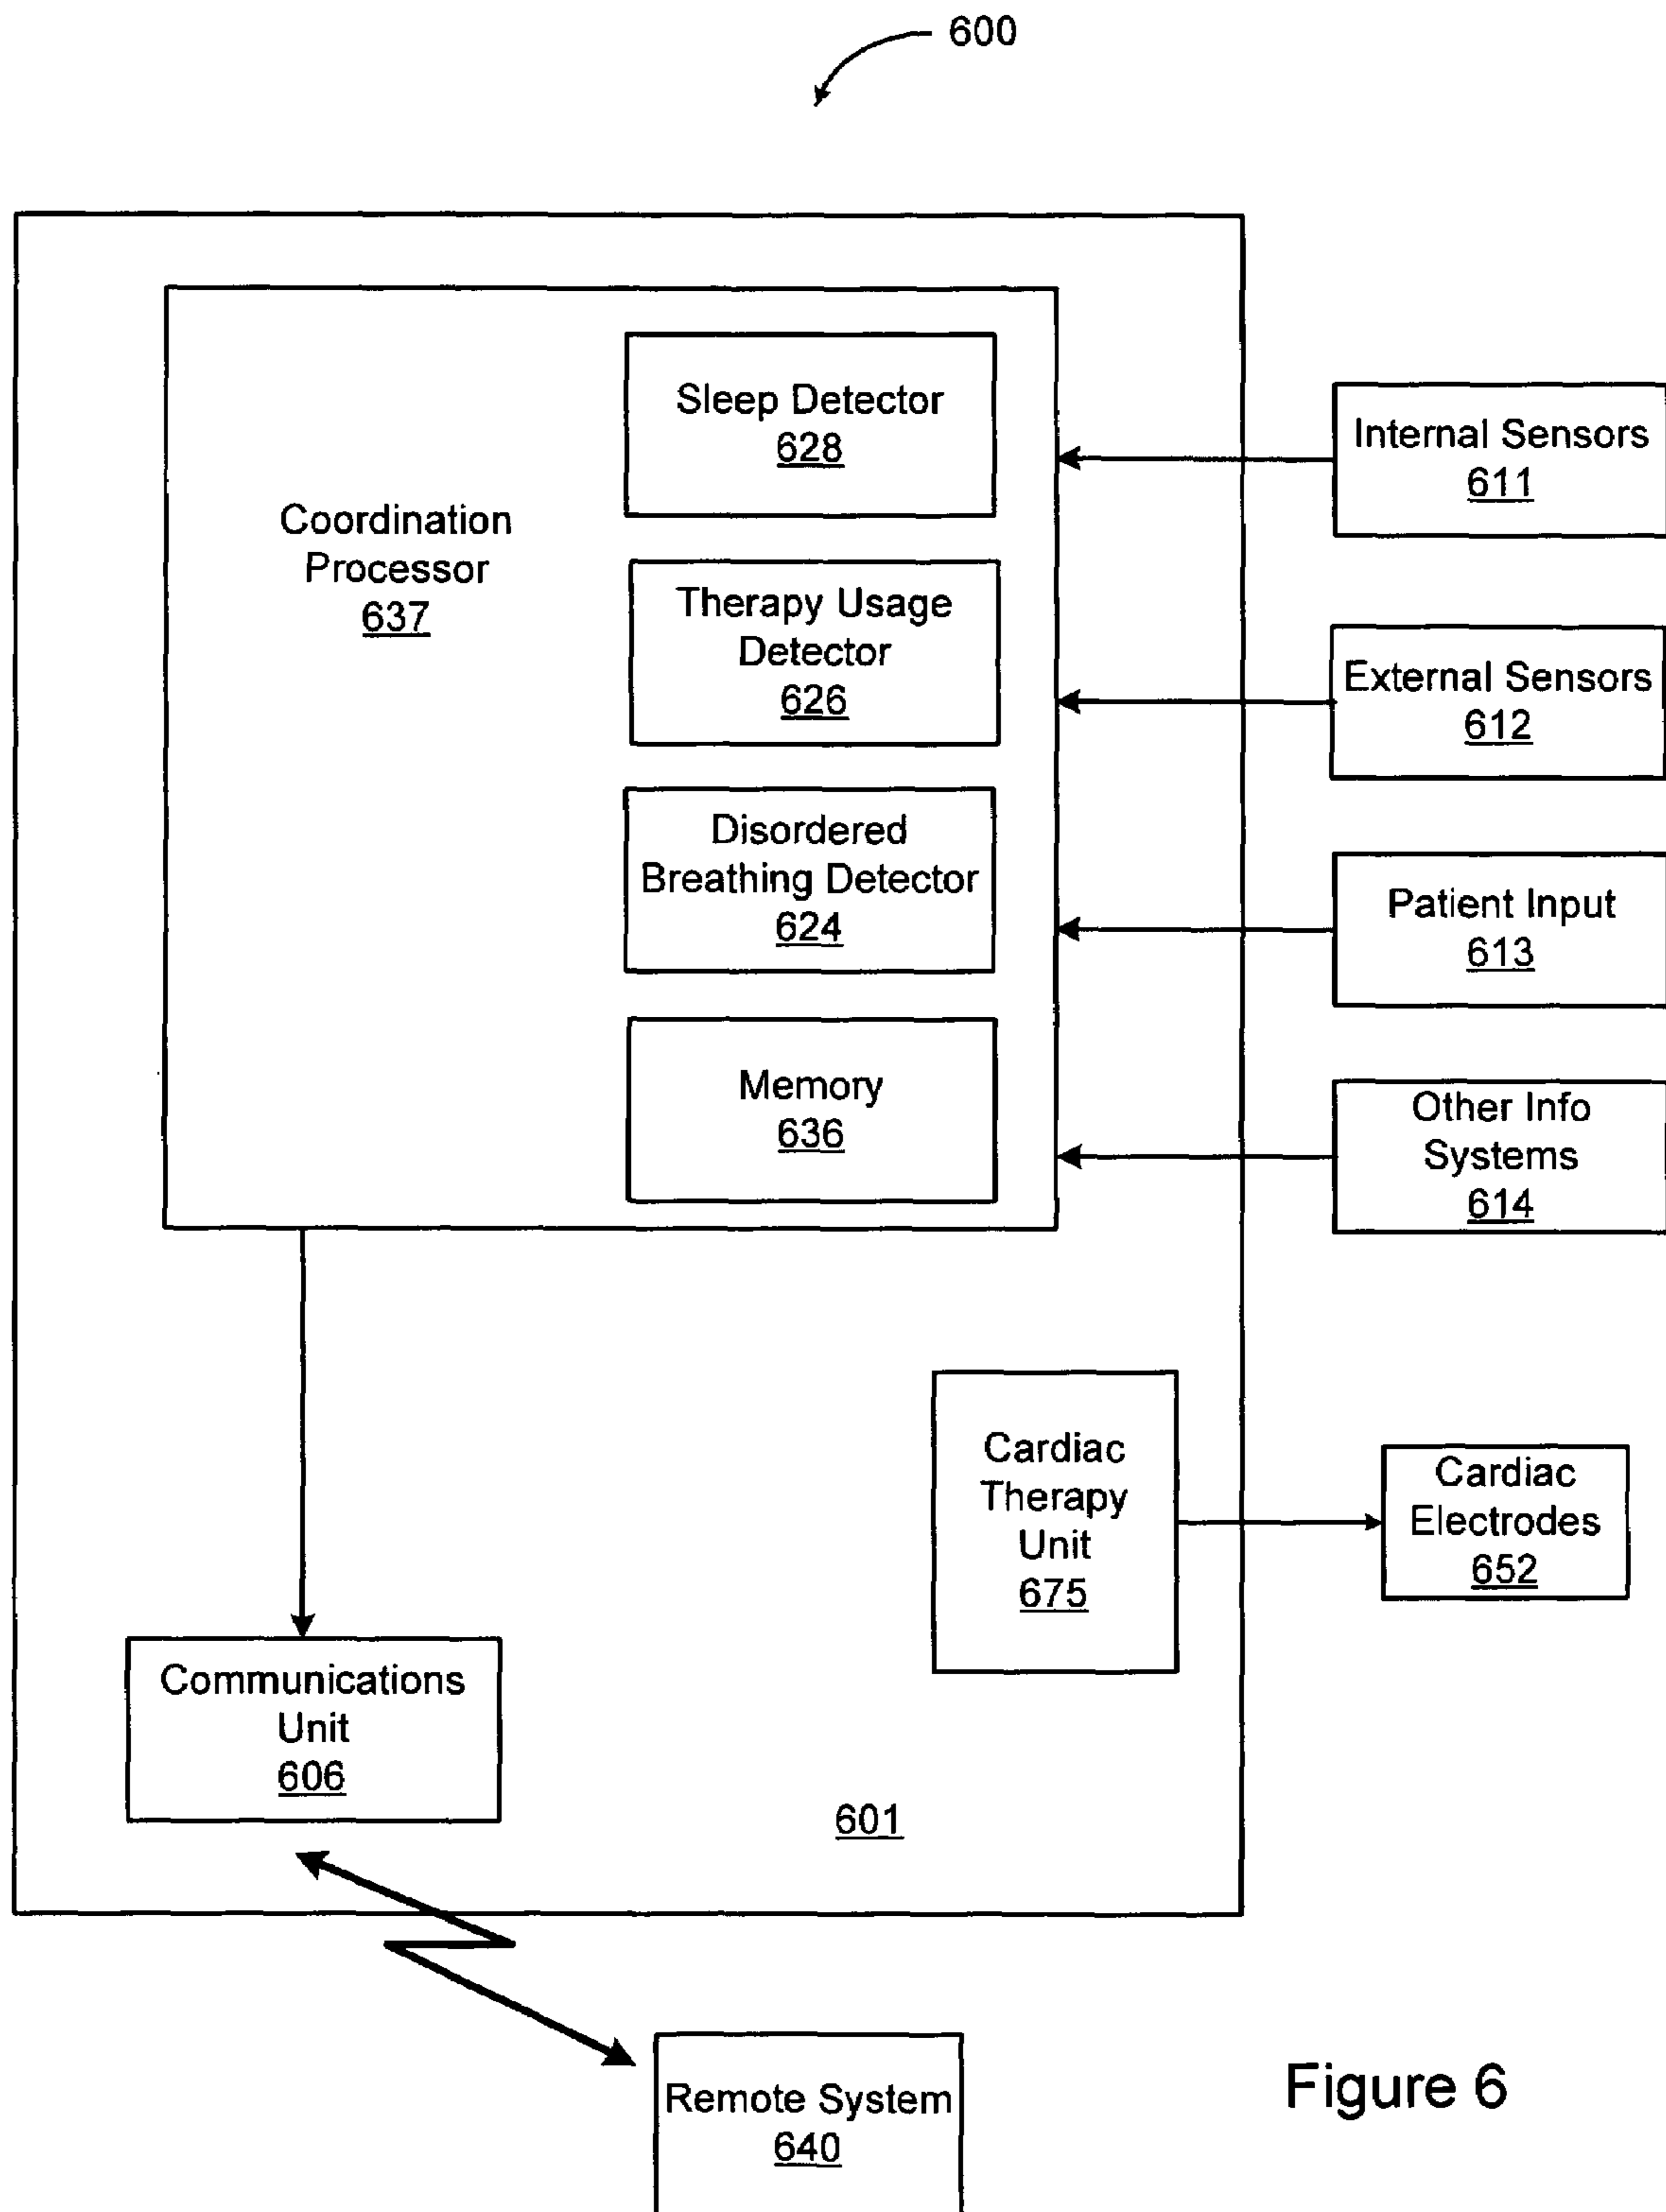 600
Sleep Detector
628
Coordination
Processor
637
Therapy Usage
Detector
626
Disordered
Breathing Detector
624
Memory
636
Internal Sensors
611
External Sensors
612
Patient Input
613
Other Info
Systems
614
Cardiac
Therapy
Unit
675
Cardiac
Electrodes
652
Communications
Unit
606
601
Remote System
640
Figure 6